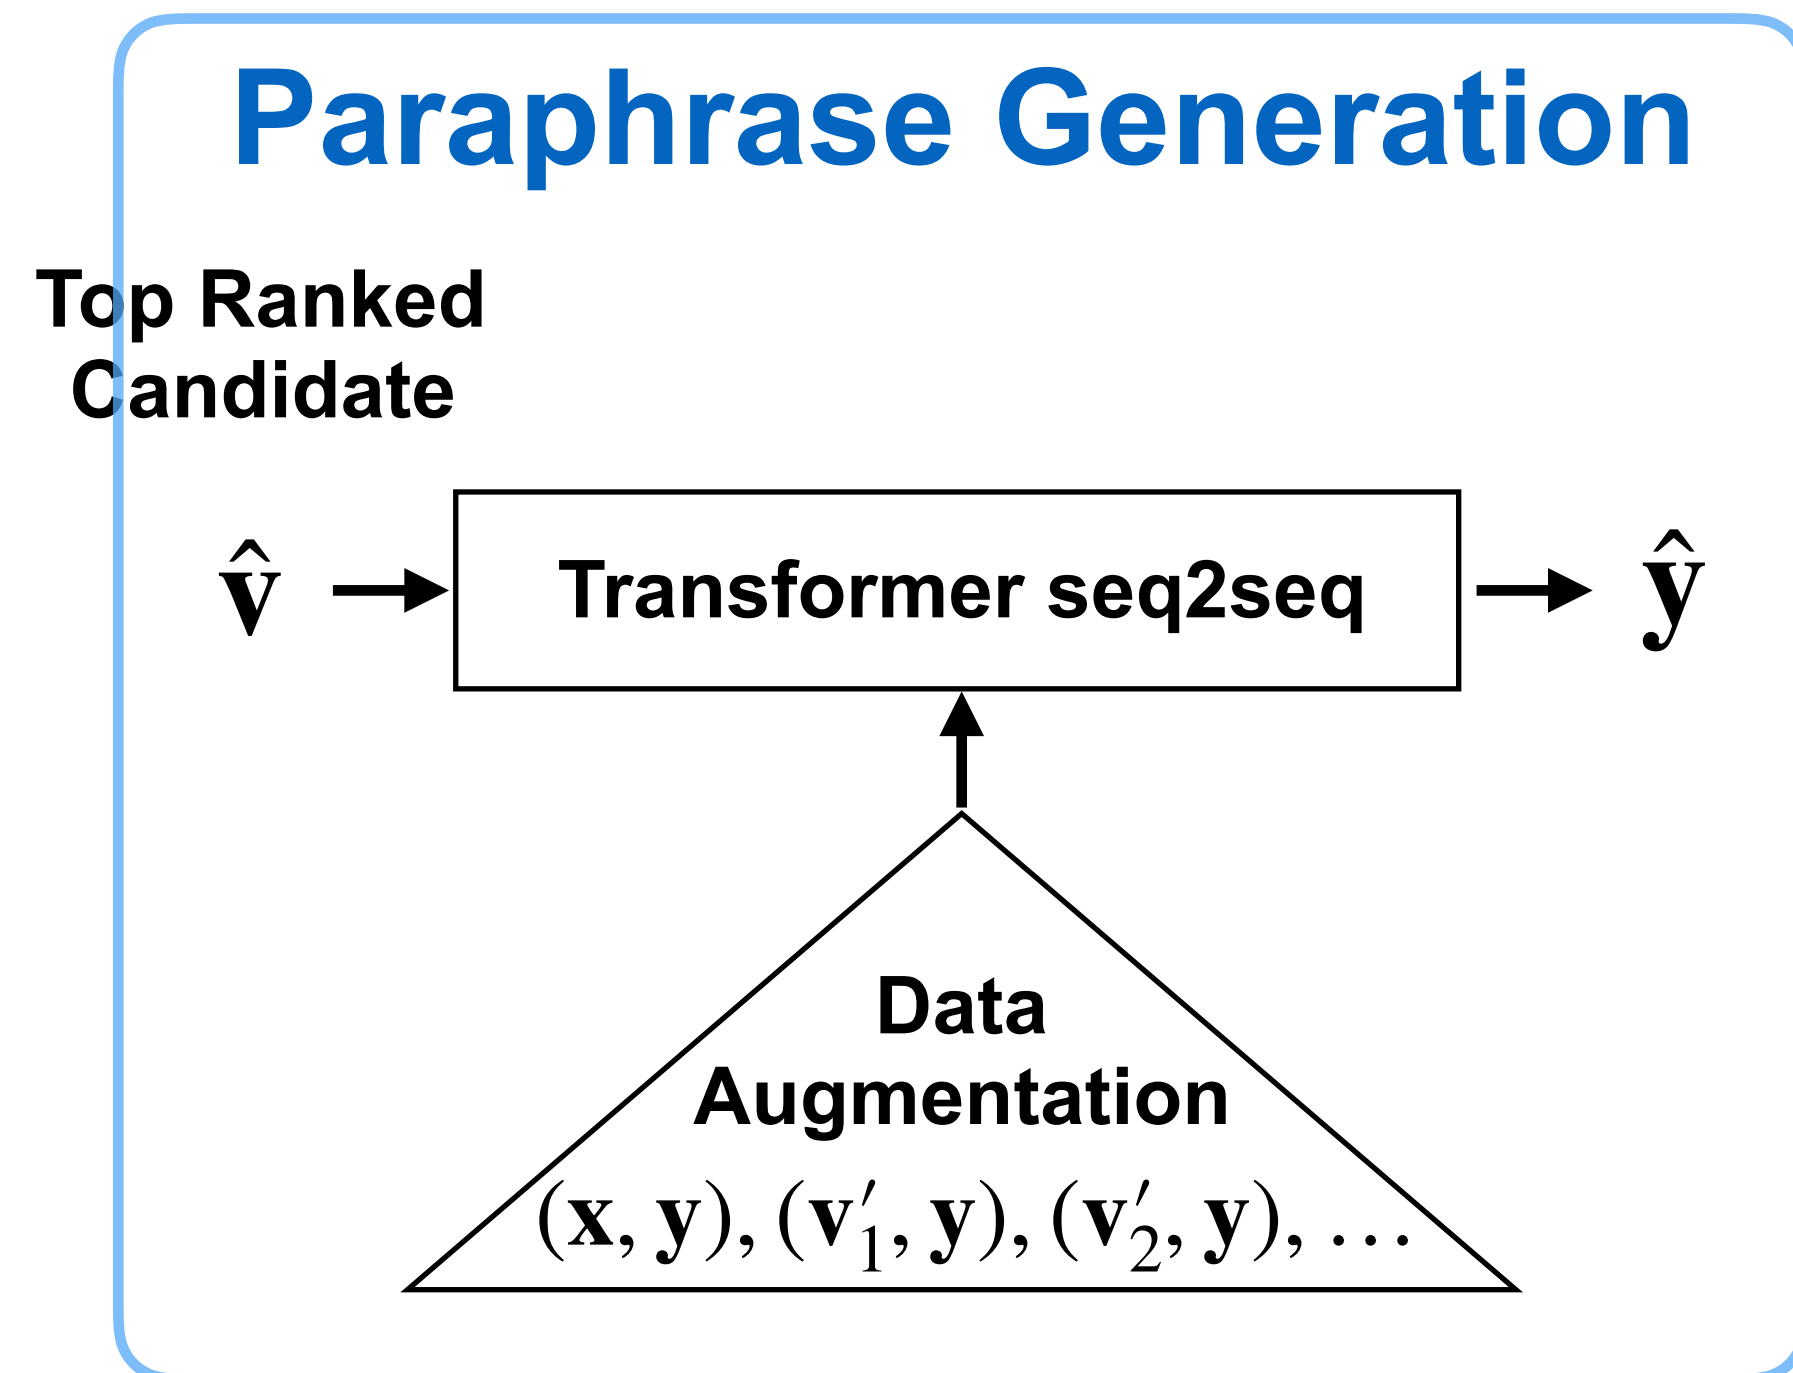 Paraphrase Generation
Top Ranked
Candidate
v̂
Transformer seq2seq
ŷ
Data
Augmentation
(x, y), (v′₁, y), (v′₂, y), …